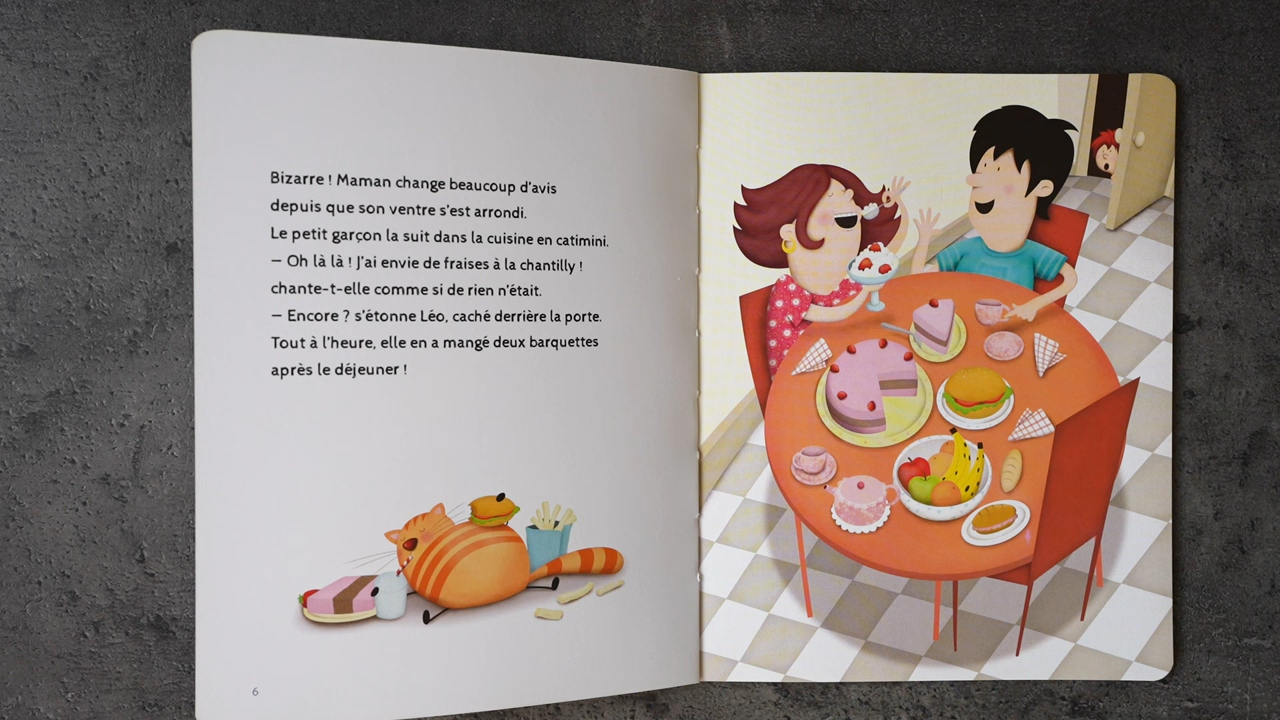 Bizarre ! Maman change beaucoup d'avis
depuis que son ventre s'est arrondi.
Le petit garçon la suit dans la cuisine en catimini.
– Oh là là ! J'ai envie de fraises à la chantilly !
chante-t-elle comme si de rien n'était.
– Encore ? s'étonne Léo, caché derrière la porte.
Tout à l'heure, elle en a mangé deux barquettes
après le déjeuner !
6